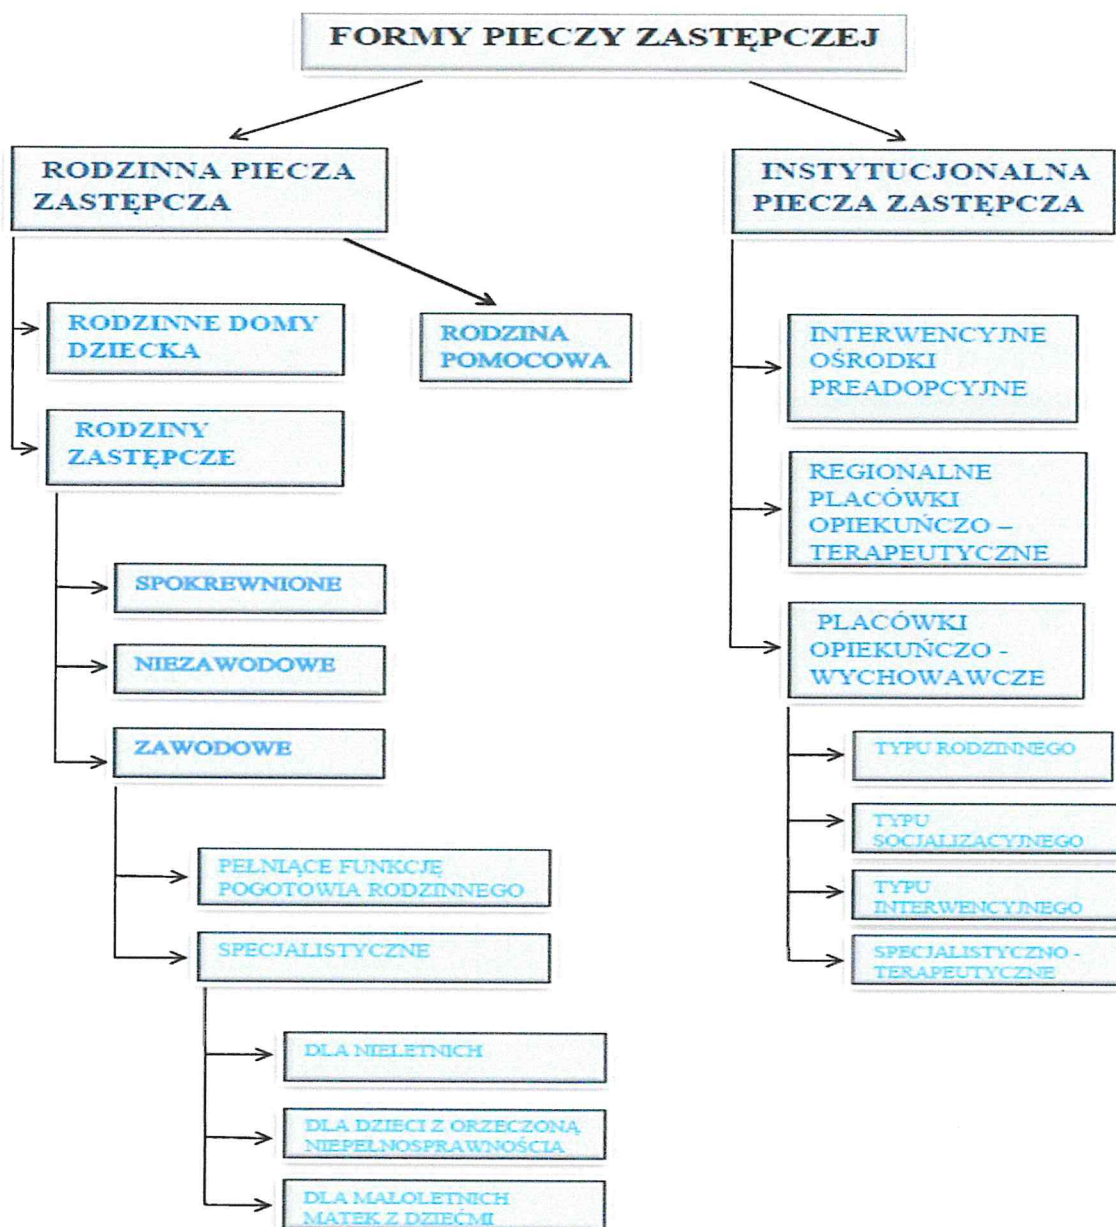 FORMY PIECZY ZASTĘPCZEJ
RODZINNA PIECZA
ZASTĘPCZA
INSTYTUCJONALNA
PIECZA ZASTĘPCZA
RODZINNE DOMY
DZIECKA
RODZINA
POMOCOWA
RODZINY
ZASTĘPCZE
SPOKREWNIONE
NIEZAWODOWE
ZAWODOWE
PEŁNIĄCE FUNKCJĘ
POGOTOWIA RODZINNEGO
SPECJALISTYCZNE
DLA NIELETNICH
DLA DZIECI Z ORZECZONĄ
NIEPEŁNOSPRAWNOŚCIĄ
DLA MAŁOLETNICH
MATEK Z DZIEĆMI
INTERWENCYJNE
OŚRODKI
PREADOPCYJNE
REGIONALNE
PLACÓWKI
OPIEKUŃCZO –
TERAPEUTYCZNE
PLACÓWKI
OPIEKUŃCZO -
WYCHOWAWCZE
TYPU RODZINNEGO
TYPU
SOCJALIZACYJNEGO
TYPU
INTERWENCYJNEGO
SPECJALISTYCZNO -
TERAPEUTYCZNE